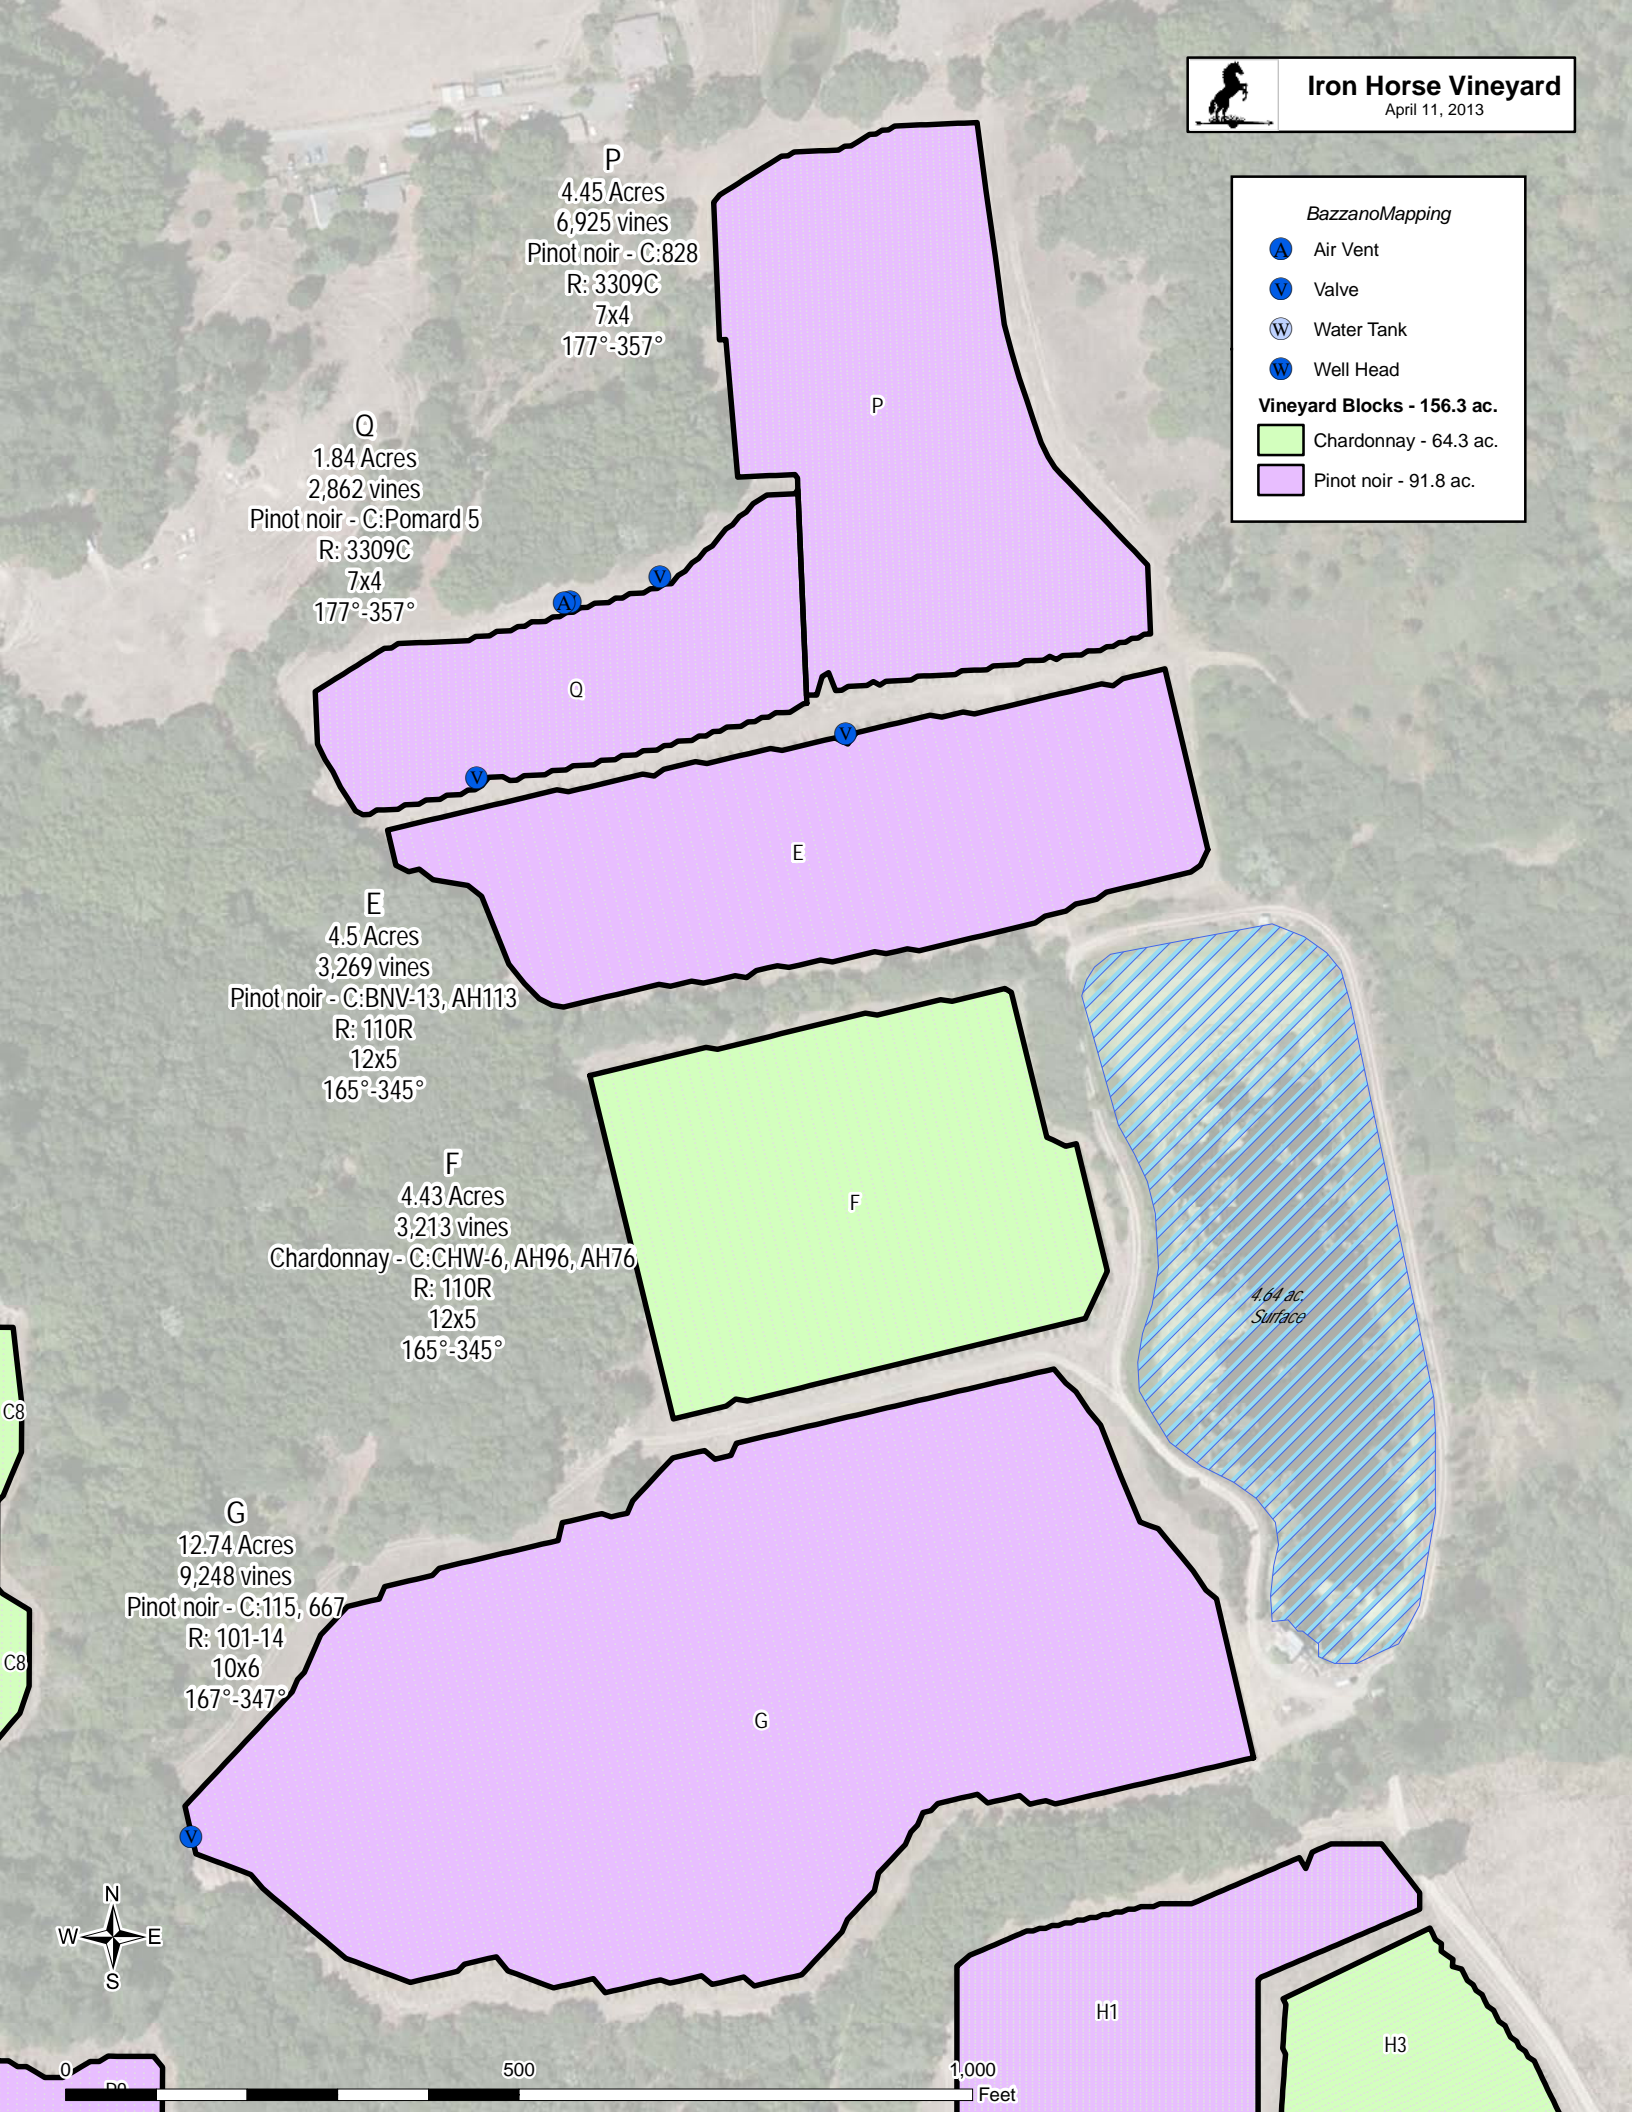 Iron Horse Vineyard
April 11, 2013
BazzanoMapping
A Air Vent
V Valve
W Water Tank
W Well Head
Vineyard Blocks - 156.3 ac.
Chardonnay - 64.3 ac.
Pinot noir - 91.8 ac.
P
4.45 Acres
6,925 vines
Pinot noir - C:828
R: 3309C
7x4
177°-357°
P
Q
1.84 Acres
2,862 vines
Pinot noir - C:Pomard 5
R: 3309C
7x4
177°-357°
V
A
Q
V
V
E
E
4.5 Acres
3,269 vines
Pinot noir - C:BNV-13, AH113
R: 110R
12x5
165°-345°
F
4.43 Acres
3,213 vines
Chardonnay - C:CHW-6, AH96, AH76
R: 110R
12x5
165°-345°
F
4.64 ac.
Surface
C8
C8
G
12.74 Acres
9,248 vines
Pinot noir - C:115, 667
R: 101-14
10x6
167°-347°
G
V
N
W E
S
H1
H3
0 500 1,000
Feet